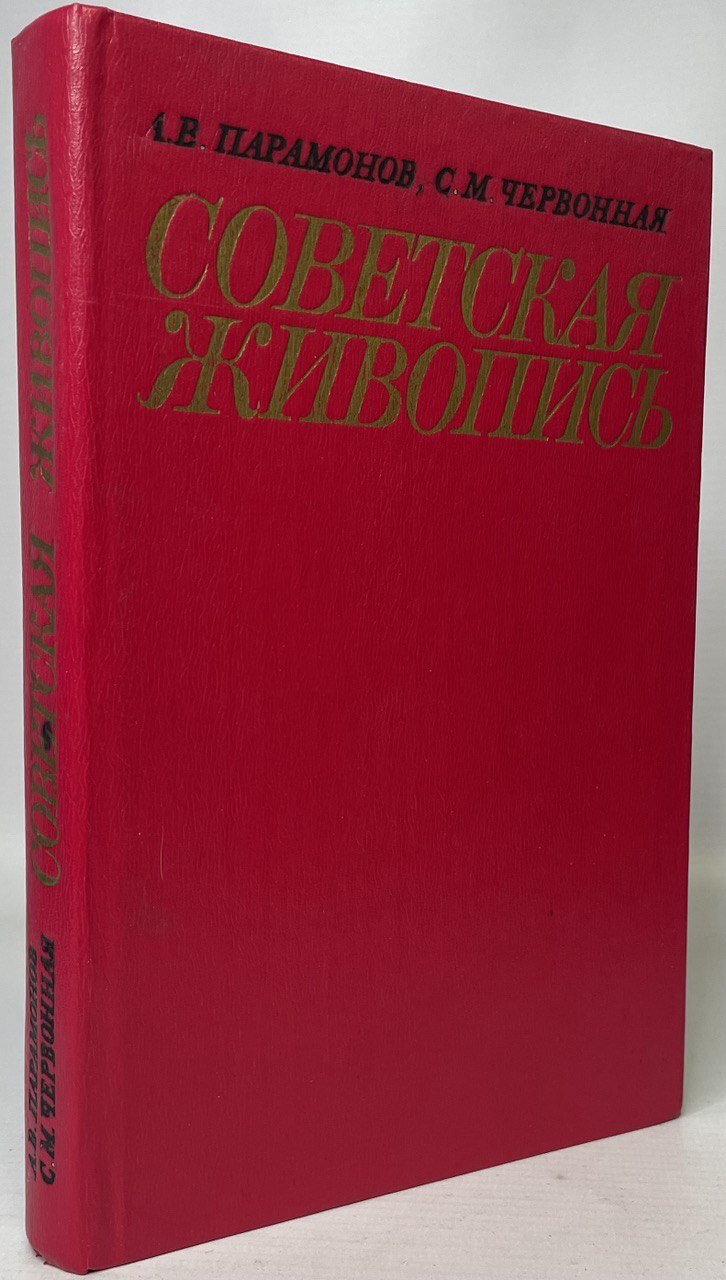 А.В. ПАРАМОНОВ, С.М. ЧЕРВОННАЯ
СОВЕТСКАЯ
ЖИВОПИСЬ
А.В. ПАРАМОНОВ
С.М. ЧЕРВОННАЯ
СОВЕТСКАЯ ЖИВОПИСЬ